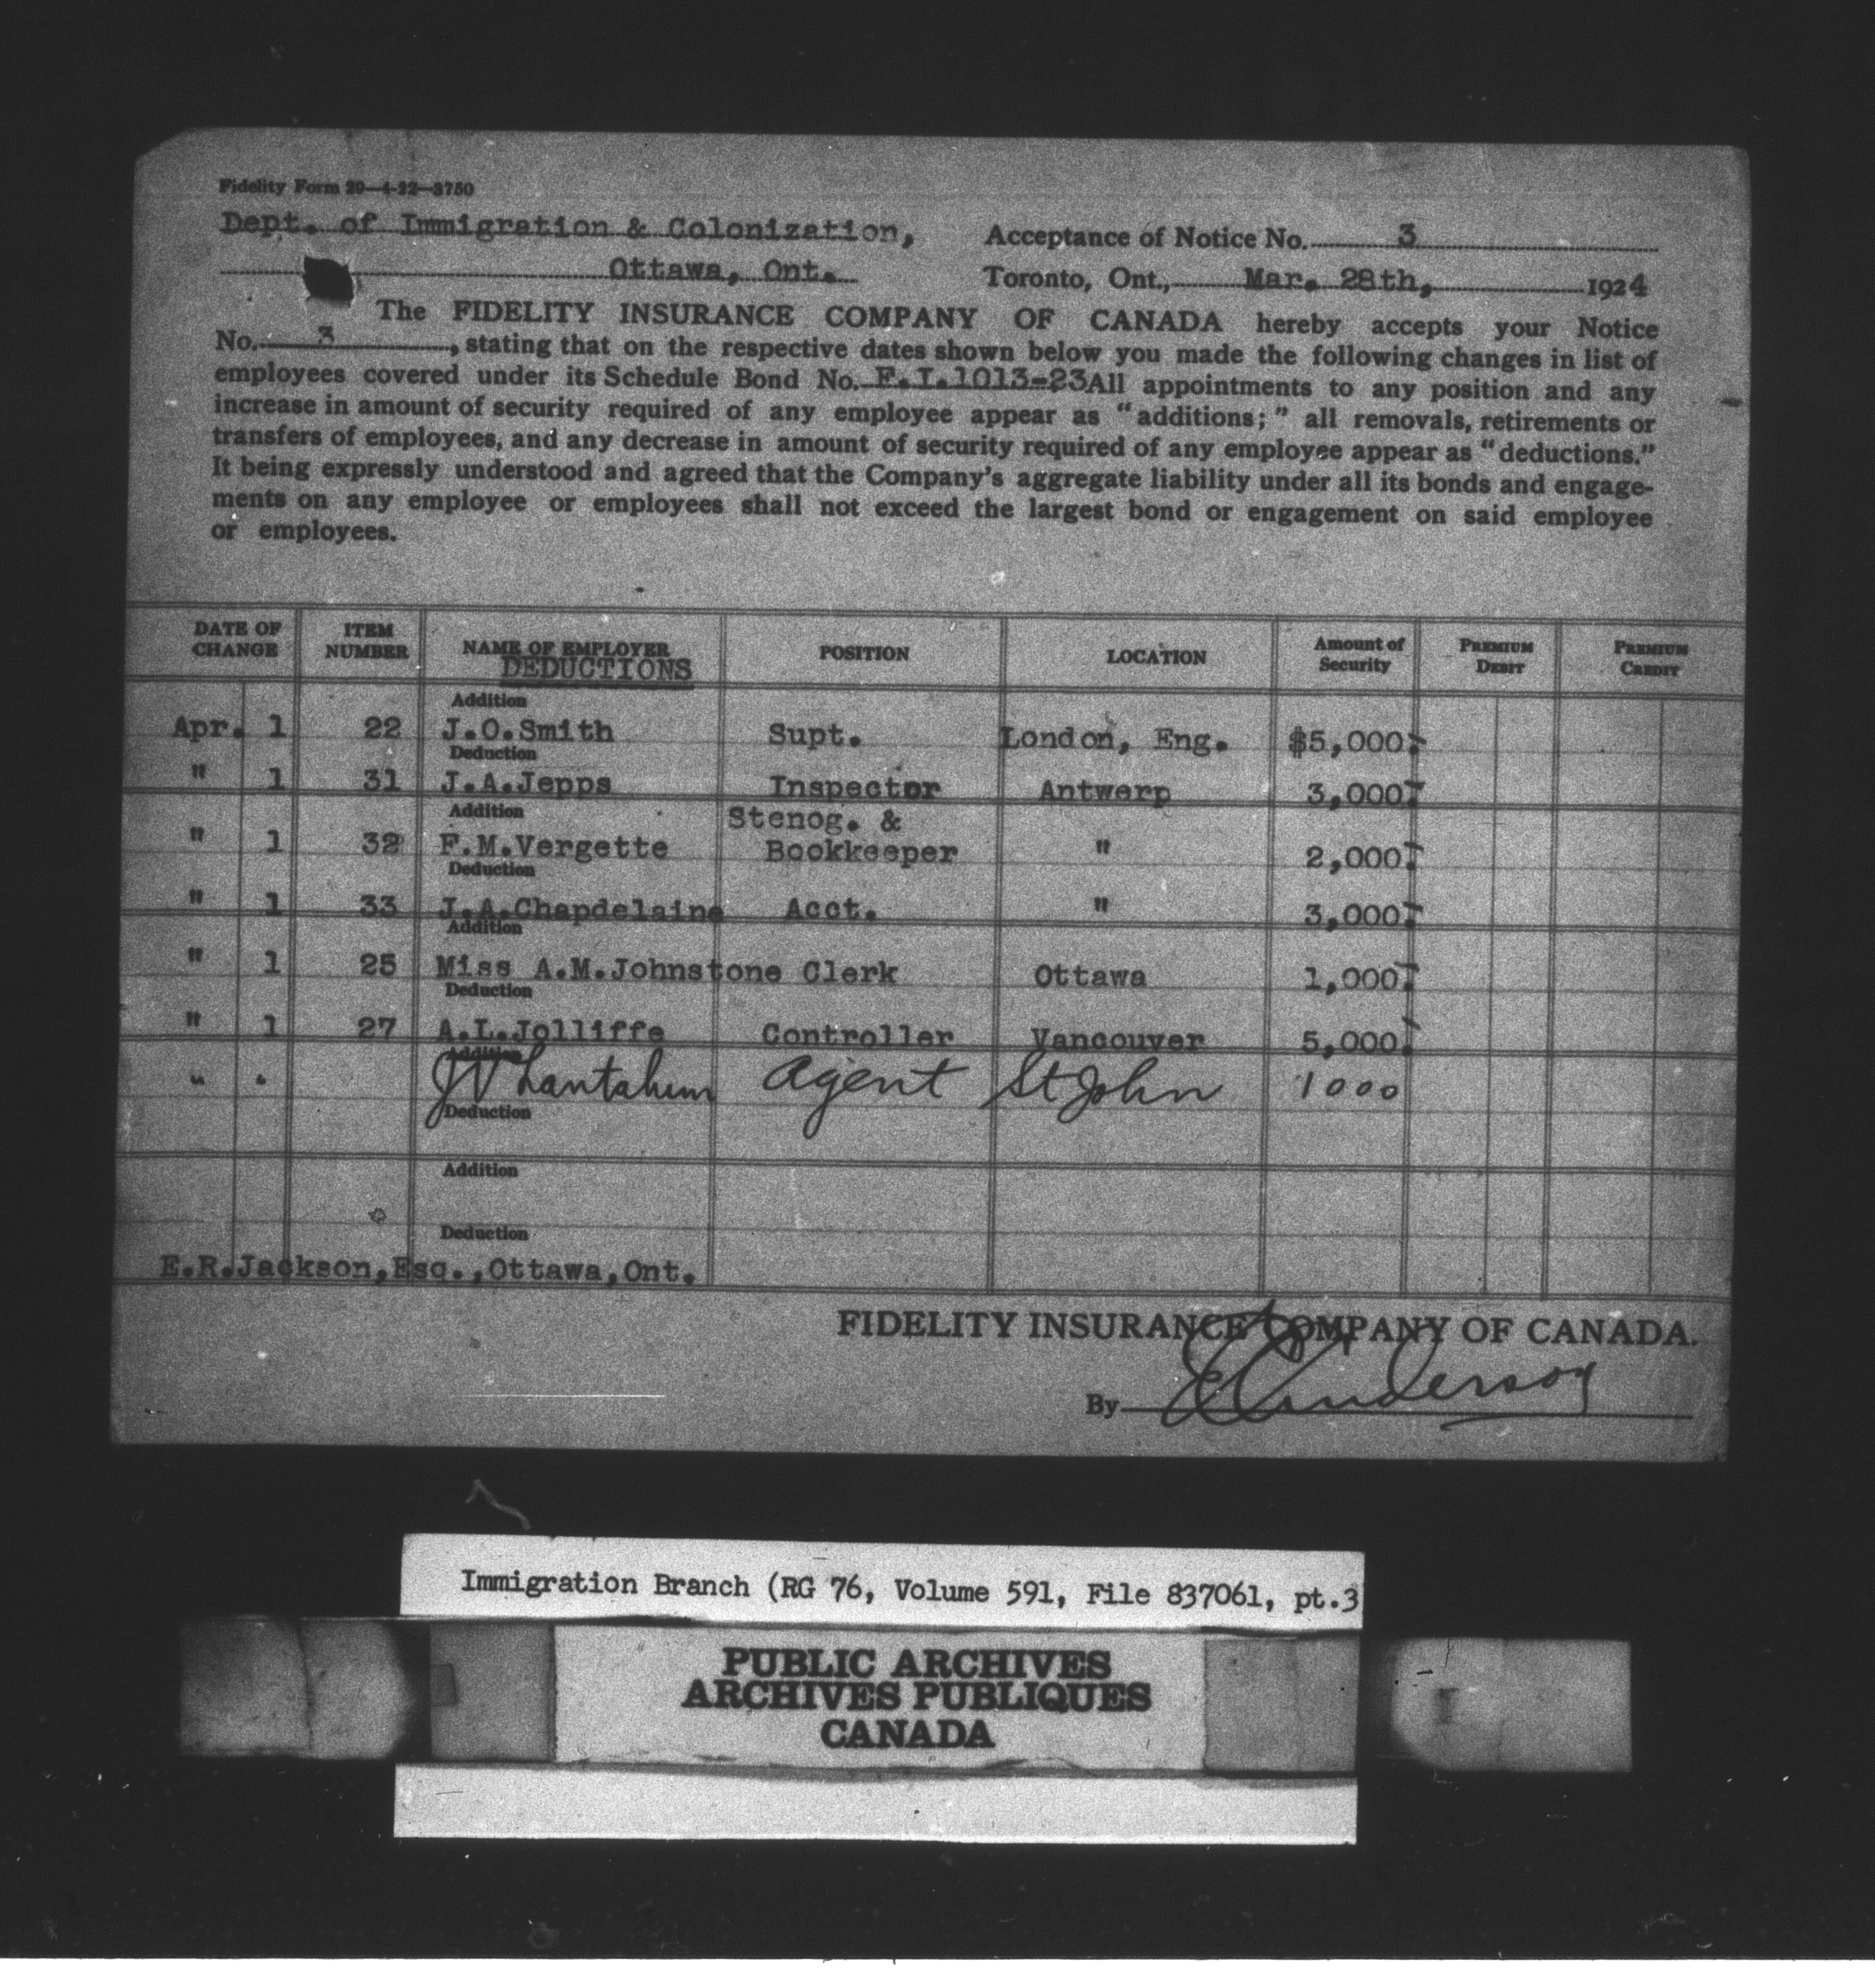 Fidelity Form 29—4-22—3750
Dept. of Immigration & Colonization,
Ottawa, Ont.
Acceptance of Notice No. 3
Toronto, Ont., Mar. 28th, 1924
The FIDELITY INSURANCE COMPANY OF CANADA hereby accepts your Notice
No. 3, stating that on the respective dates shown below you made the following changes in list of
employees covered under its Schedule Bond No. F.I.1013-23 All appointments to any position and any
increase in amount of security required of any employee appear as "additions;" all removals, retirements or
transfers of employees, and any decrease in amount of security required of any employee appear as "deductions."
It being expressly understood and agreed that the Company's aggregate liability under all its bonds and engage-
ments on any employee or employees shall not exceed the largest bond or engagement on said employee
or employees.
DATE OF CHANGE ITEM NUMBER NAME OF EMPLOYER POSITION LOCATION Amount of Security PREMIUM DEBIT PREMIUM CREDIT
DEDUCTIONS
Addition
Apr. 1 22 J.O.Smith Supt. London, Eng. $5,000.
Deduction
" 1 31 J.A.Jepps Inspector Antwerp 3,000.
Addition
Stenog. &
" 1 32 F.M.Vergette Bookkeeper " 2,000.
Deduction
" 1 33 J.A.Chapdelaine Acct. " 3,000.
Addition
" 1 25 Miss A.M.Johnstone Clerk Ottawa 1,000.
Deduction
" 1 27 A.L.Jolliffe Controller Vancouver 5,000.
Addition
" " J V Lantalum Agent St John 1000
Deduction
Addition
Deduction
E.R.Jackson,Esq.,Ottawa,Ont.
FIDELITY INSURANCE COMPANY OF CANADA.
By Anderson
Immigration Branch (RG 76, Volume 591, File 837061, pt.3
PUBLIC ARCHIVES
ARCHIVES PUBLIQUES
CANADA